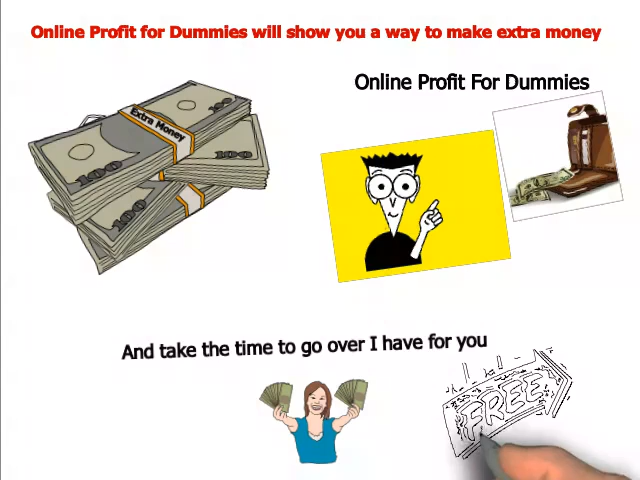 Online Profit for Dummies will show you a way to make extra money
Online Profit For Dummies
Extra Money
100
100
100
100
And take the time to go over I have for you
FREE